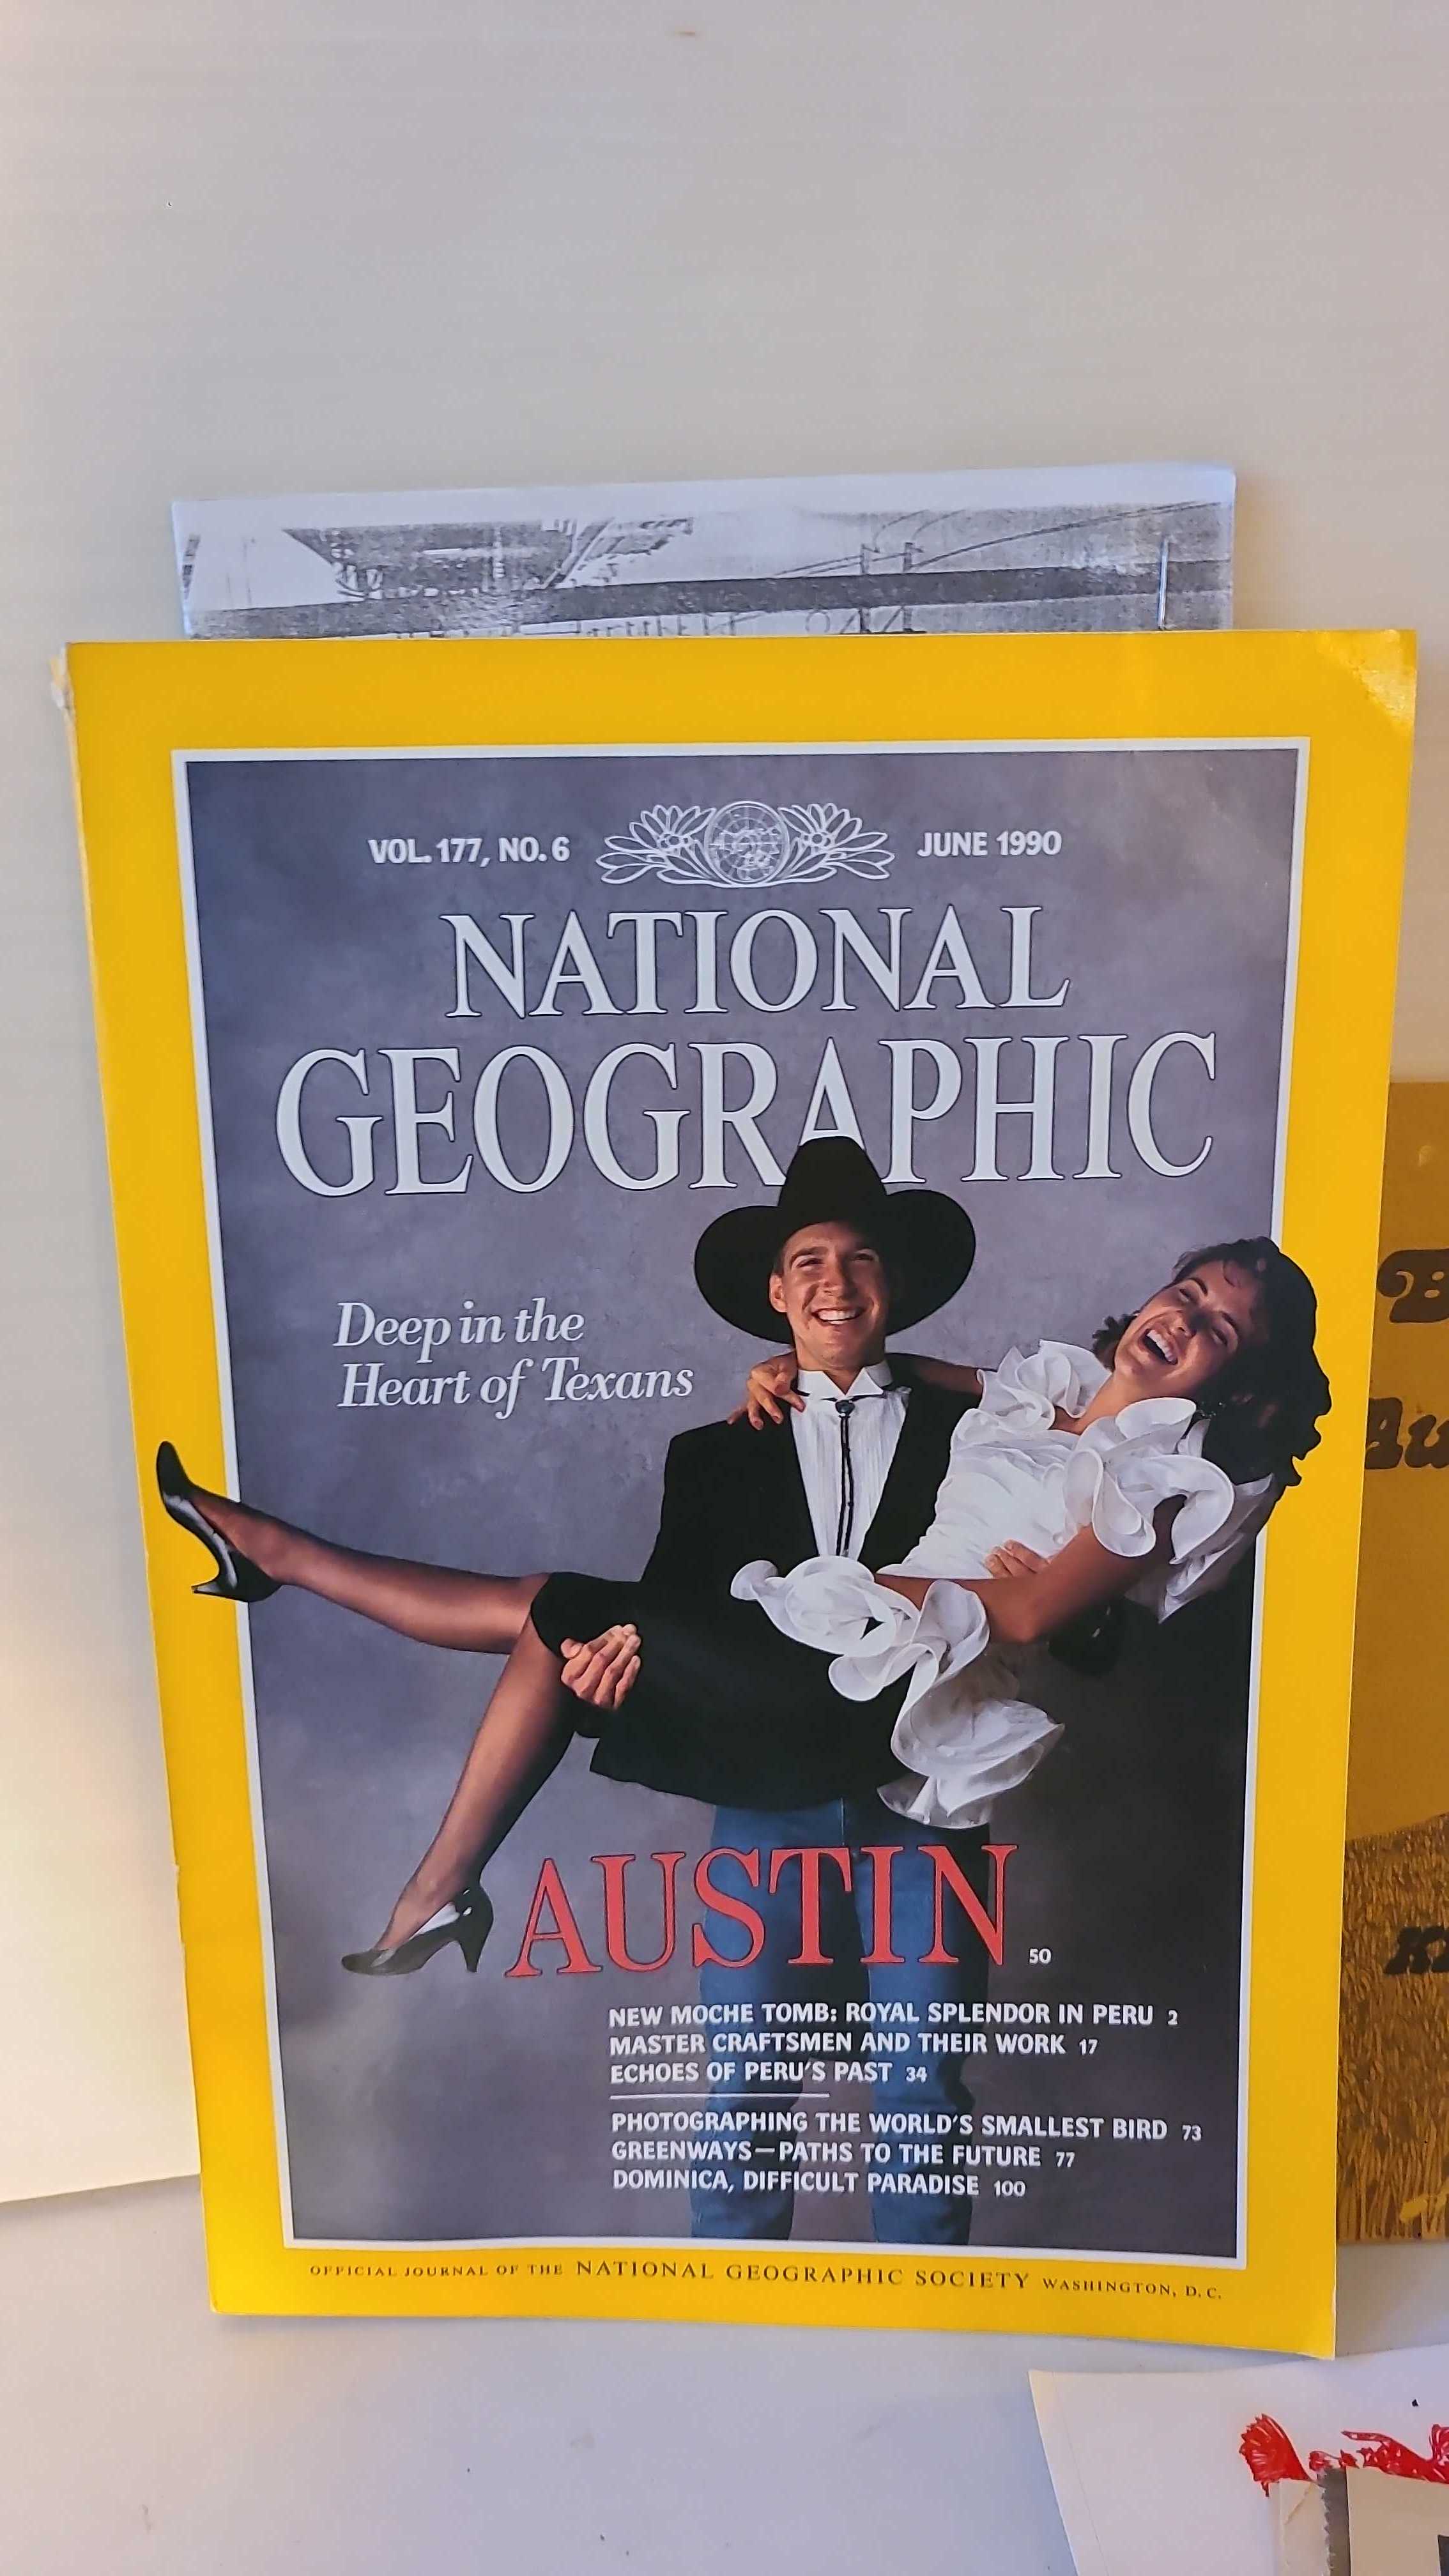 VOL. 177, NO. 6
JUNE 1990
NATIONAL
GEOGRAPHIC
Deep in the
Heart of Texans
AUSTIN 50
NEW MOCHE TOMB: ROYAL SPLENDOR IN PERU 2
MASTER CRAFTSMEN AND THEIR WORK 17
ECHOES OF PERU'S PAST 34
PHOTOGRAPHING THE WORLD'S SMALLEST BIRD 73
GREENWAYS—PATHS TO THE FUTURE 77
DOMINICA, DIFFICULT PARADISE 100
OFFICIAL JOURNAL OF THE NATIONAL GEOGRAPHIC SOCIETY WASHINGTON, D.C.